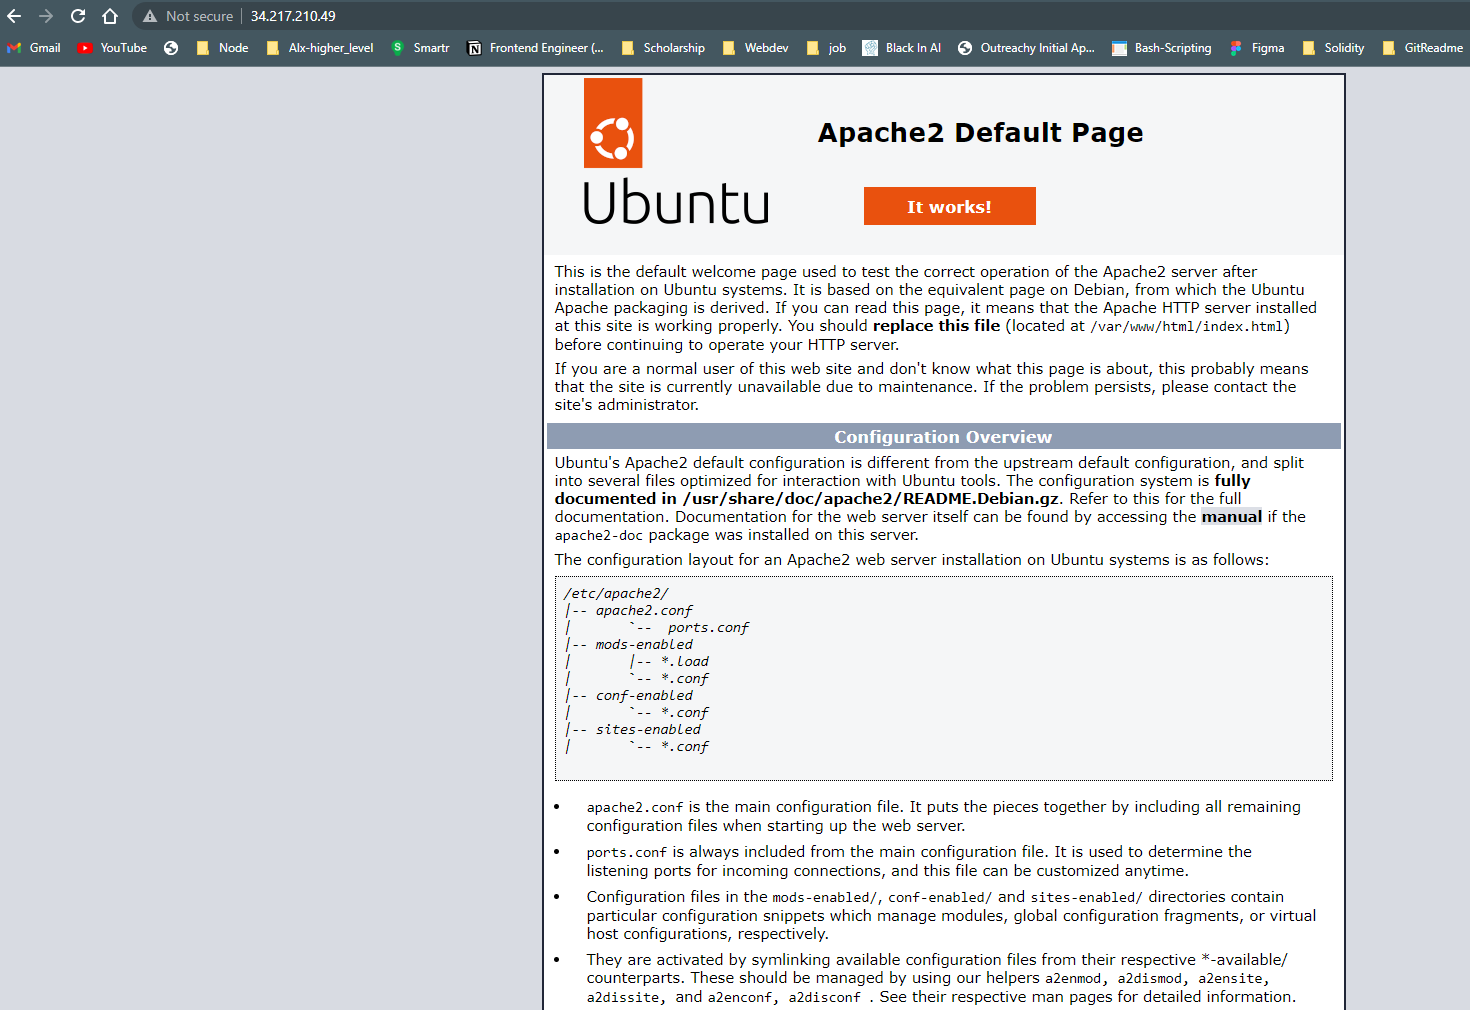 Not secure 34.217.210.49
Gmail YouTube Node Alx-higher_level Smartr Frontend Engineer (... Scholarship Webdev job Black In AI Outreachy Initial Ap... Bash-Scripting Figma Solidity GitReadme
Apache2 Default Page
Ubuntu
It works!
This is the default welcome page used to test the correct operation of the Apache2 server after
installation on Ubuntu systems. It is based on the equivalent page on Debian, from which the Ubuntu
Apache packaging is derived. If you can read this page, it means that the Apache HTTP server installed
at this site is working properly. You should replace this file (located at /var/www/html/index.html)
before continuing to operate your HTTP server.
If you are a normal user of this web site and don't know what this page is about, this probably means
that the site is currently unavailable due to maintenance. If the problem persists, please contact the
site's administrator.
Configuration Overview
Ubuntu's Apache2 default configuration is different from the upstream default configuration, and split
into several files optimized for interaction with Ubuntu tools. The configuration system is fully
documented in /usr/share/doc/apache2/README.Debian.gz. Refer to this for the full
documentation. Documentation for the web server itself can be found by accessing the manual if the
apache2-doc package was installed on this server.
The configuration layout for an Apache2 web server installation on Ubuntu systems is as follows:
/etc/apache2/
|-- apache2.conf
|       `--  ports.conf
|-- mods-enabled
|       |-- *.load
|       `-- *.conf
|-- conf-enabled
|       `-- *.conf
|-- sites-enabled
|       `-- *.conf
• apache2.conf is the main configuration file. It puts the pieces together by including all remaining
configuration files when starting up the web server.
• ports.conf is always included from the main configuration file. It is used to determine the
listening ports for incoming connections, and this file can be customized anytime.
• Configuration files in the mods-enabled/, conf-enabled/ and sites-enabled/ directories contain
particular configuration snippets which manage modules, global configuration fragments, or virtual
host configurations, respectively.
• They are activated by symlinking available configuration files from their respective *-available/
counterparts. These should be managed by using our helpers a2enmod, a2dismod, a2ensite,
a2dissite, and a2enconf, a2disconf . See their respective man pages for detailed information.